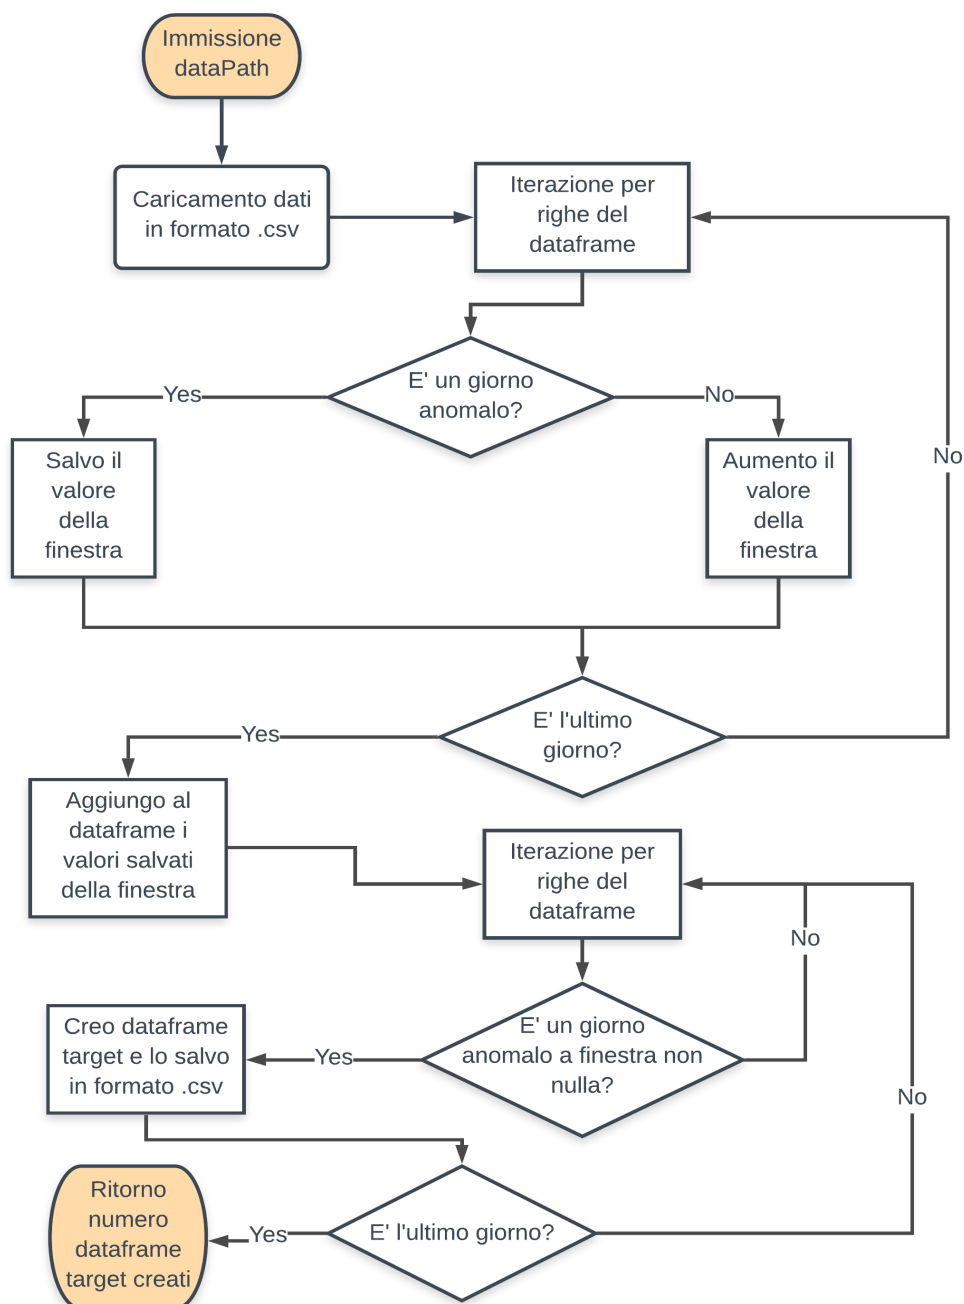 Immissione
dataPath
Caricamento dati
in formato .csv
Iterazione per
righe del
dataframe
E' un giorno
anomalo?
Yes
No
Salvo il
valore
della
finestra
Aumento il
valore
della
finestra
No
E' l'ultimo
giorno?
Yes
Aggiungo al
dataframe i
valori salvati
della finestra
Iterazione per
righe del
dataframe
No
E' un giorno
anomalo a finestra non
nulla?
Yes
Creo dataframe
target e lo salvo
in formato .csv
No
E' l'ultimo giorno?
Yes
Ritorno
numero
dataframe
target creati